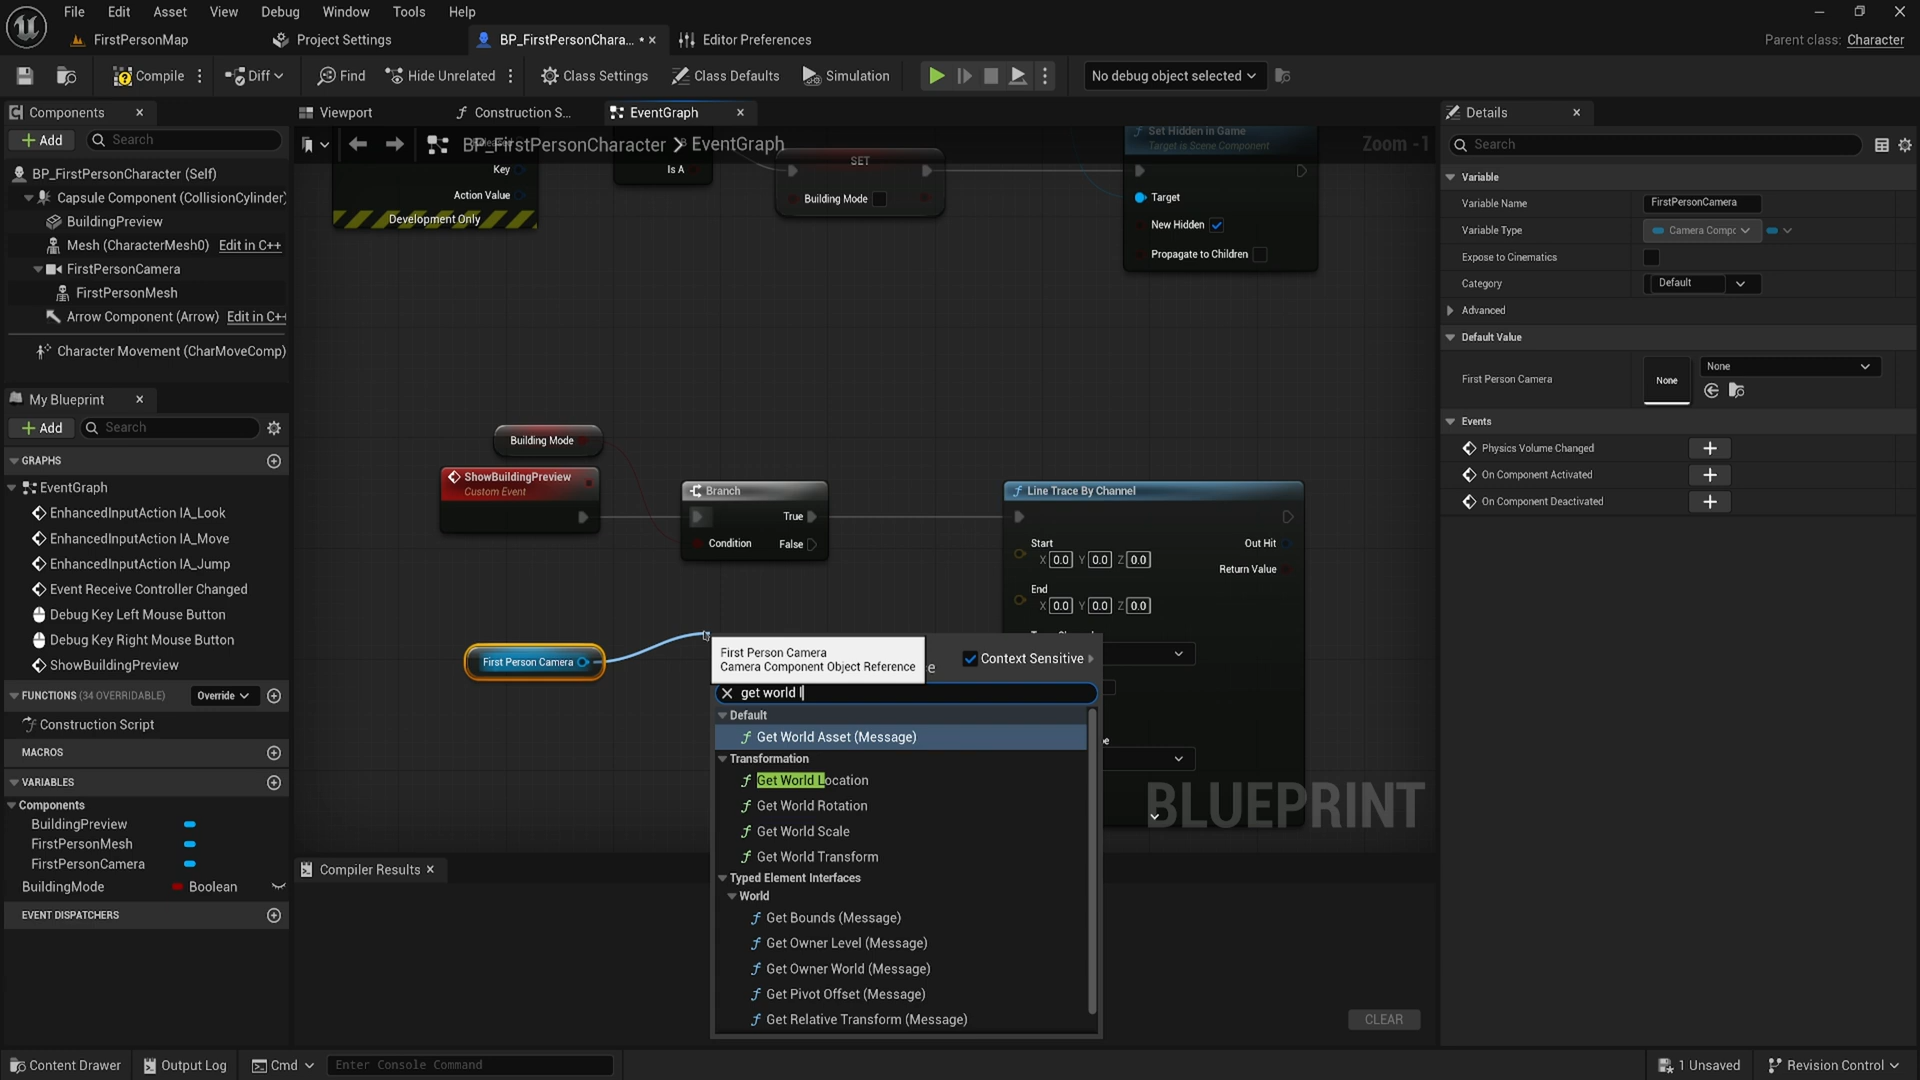 File Edit Asset View Debug Window Tools Help
FirstPersonMap
Project Settings
BP_FirstPersonChara... •
Editor Preferences
Parent class: Character
Compile
Diff
Find
Hide Unrelated
Class Settings
Class Defaults
Simulation
No debug object selected
Components
Add
Search
BP_FirstPersonCharacter (Self)
Capsule Component (CollisionCylinder)
BuildingPreview
Mesh (CharacterMesh0) Edit in C++
FirstPersonCamera
FirstPersonMesh
Arrow Component (Arrow) Edit in C++
Character Movement (CharMoveComp)
My Blueprint
Add
Search
GRAPHS
EventGraph
EnhancedInputAction IA_Look
EnhancedInputAction IA_Move
EnhancedInputAction IA_Jump
Event Receive Controller Changed
Debug Key Left Mouse Button
Debug Key Right Mouse Button
ShowBuildingPreview
FUNCTIONS (34 OVERRIDABLE) Override
Construction Script
MACROS
VARIABLES
Components
BuildingPreview
FirstPersonMesh
FirstPersonCamera
BuildingMode Boolean
EVENT DISPATCHERS
Viewport
Construction S...
EventGraph
BP_FirstPersonCharacter > EventGraph
Zoom -1
Key
Action Value
Development Only
Is A
SET
Building Mode
Set Hidden in Game
Target is Scene Component
Target
New Hidden
Propagate to Children
Building Mode
ShowBuildingPreview
Custom Event
Branch
True
Condition False
Line Trace By Channel
Start
X 0.0 Y 0.0 Z 0.0
Out Hit
Return Value
End
X 0.0 Y 0.0 Z 0.0
First Person Camera
First Person Camera
Camera Component Object Reference
Context Sensitive
get world l
Default
Get World Asset (Message)
Transformation
Get World Location
Get World Rotation
Get World Scale
Get World Transform
Typed Element Interfaces
World
Get Bounds (Message)
Get Owner Level (Message)
Get Owner World (Message)
Get Pivot Offset (Message)
Get Relative Transform (Message)
BLUEPRINT
Compiler Results
CLEAR
Details
Search
Variable
Variable Name FirstPersonCamera
Variable Type Camera Compc
Expose to Cinematics
Category Default
Advanced
Default Value
First Person Camera None None
Events
Physics Volume Changed
On Component Activated
On Component Deactivated
Content Drawer
Output Log
Cmd
Enter Console Command
1 Unsaved
Revision Control